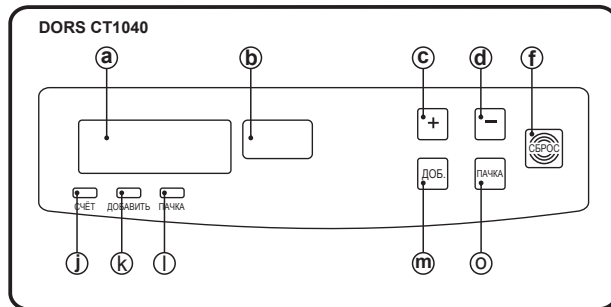 DORS CT1040
a b c d f
+ −
СБРОС
ДОБ. ПАЧКА
СЧЁТ ДОБАВИТЬ ПАЧКА
j k l m o